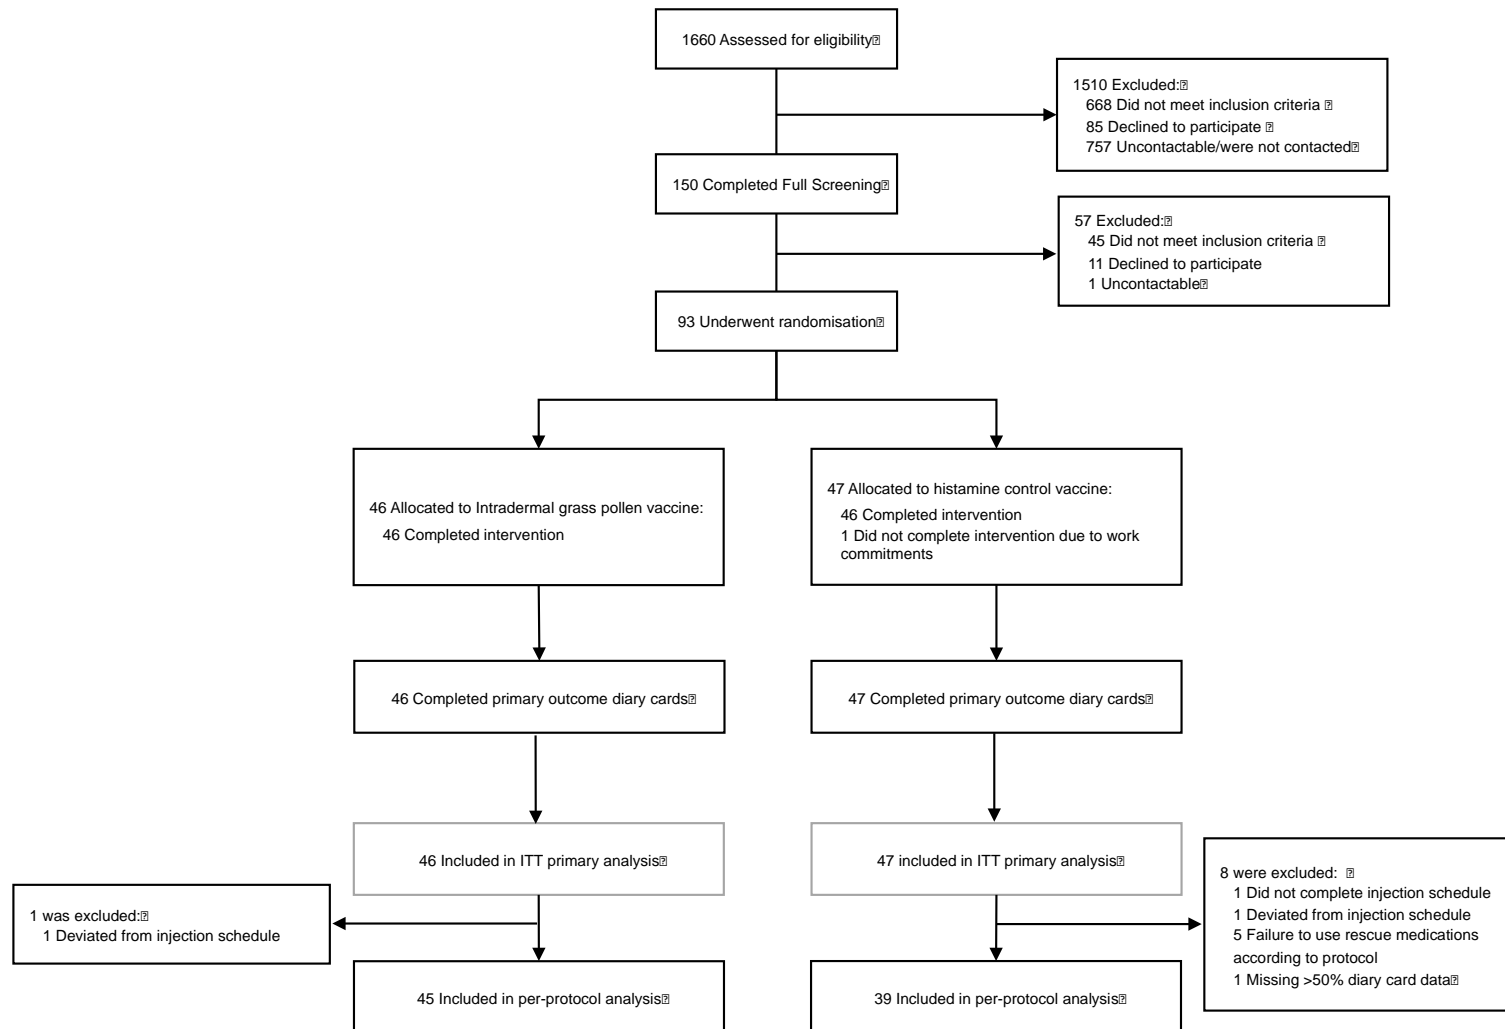 1660 Assessed for eligibility
1510 Excluded:
668 Did not meet inclusion criteria
85 Declined to participate
757 Uncontactable/were not contacted
150 Completed Full Screening
57 Excluded:
45 Did not meet inclusion criteria
11 Declined to participate
1 Uncontactable
93 Underwent randomisation
46 Allocated to Intradermal grass pollen vaccine:
46 Completed intervention
47 Allocated to histamine control vaccine:
46 Completed intervention
1 Did not complete intervention due to work
commitments
46 Completed primary outcome diary cards
47 Completed primary outcome diary cards
46 Included in ITT primary analysis
47 included in ITT primary analysis
1 was excluded:
1 Deviated from injection schedule
8 were excluded:
1 Did not complete injection schedule
1 Deviated from injection schedule
5 Failure to use rescue medications
according to protocol
1 Missing >50% diary card data
45 Included in per-protocol analysis
39 Included in per-protocol analysis